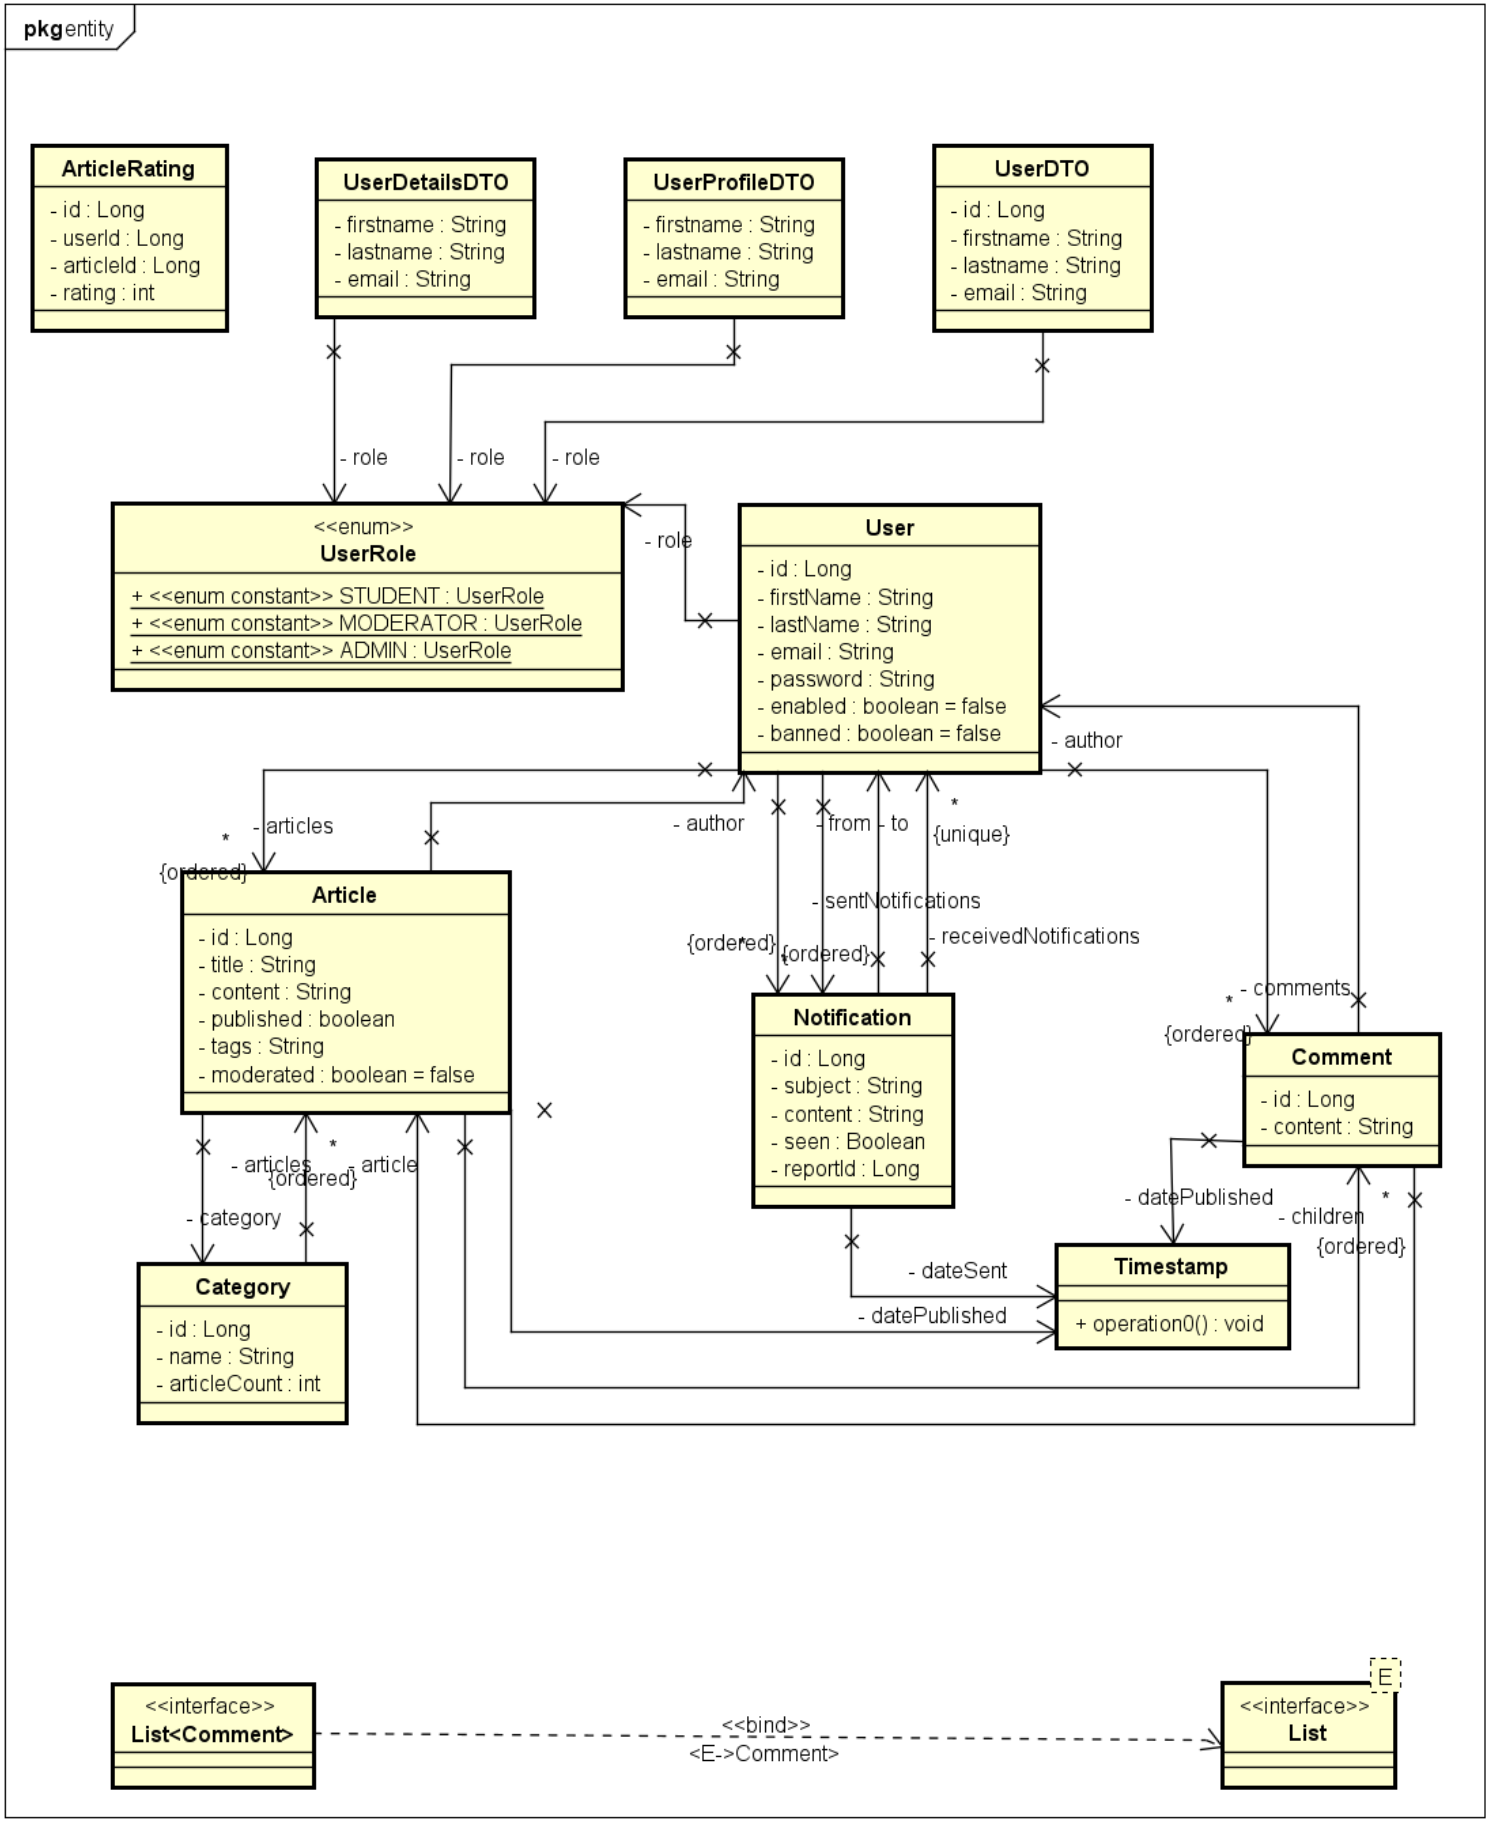 pkg entity
ArticleRating
- id : Long
- userId : Long
- articleId : Long
- rating : int
UserDetailsDTO
- firstname : String
- lastname : String
- email : String
UserProfileDTO
- firstname : String
- lastname : String
- email : String
UserDTO
- id : Long
- firstname : String
- lastname : String
- email : String
- role
- role
- role
<<enum>>
UserRole
+ <<enum constant>> STUDENT : UserRole
+ <<enum constant>> MODERATOR : UserRole
+ <<enum constant>> ADMIN : UserRole
- role
User
- id : Long
- firstName : String
- lastName : String
- email : String
- password : String
- enabled : boolean = false
- banned : boolean = false
- author
- articles
*
{ordered}
- author
- from
- to
*
{unique}
- sentNotifications
- receivedNotifications
{ordered}
*
{ordered}
Article
- id : Long
- title : String
- content : String
- published : boolean
- tags : String
- moderated : boolean = false
Notification
- id : Long
- subject : String
- content : String
- seen : Boolean
- reportId : Long
- comments
*
{ordered}
Comment
- id : Long
- content : String
- articles
*
{ordered}
- article
- category
- datePublished
- children
*
{ordered}
Category
- id : Long
- name : String
- articleCount : int
- dateSent
- datePublished
Timestamp
+ operation0() : void
<<interface>>
List<Comment>
<<bind>>
<E->Comment>
E
<<interface>>
List